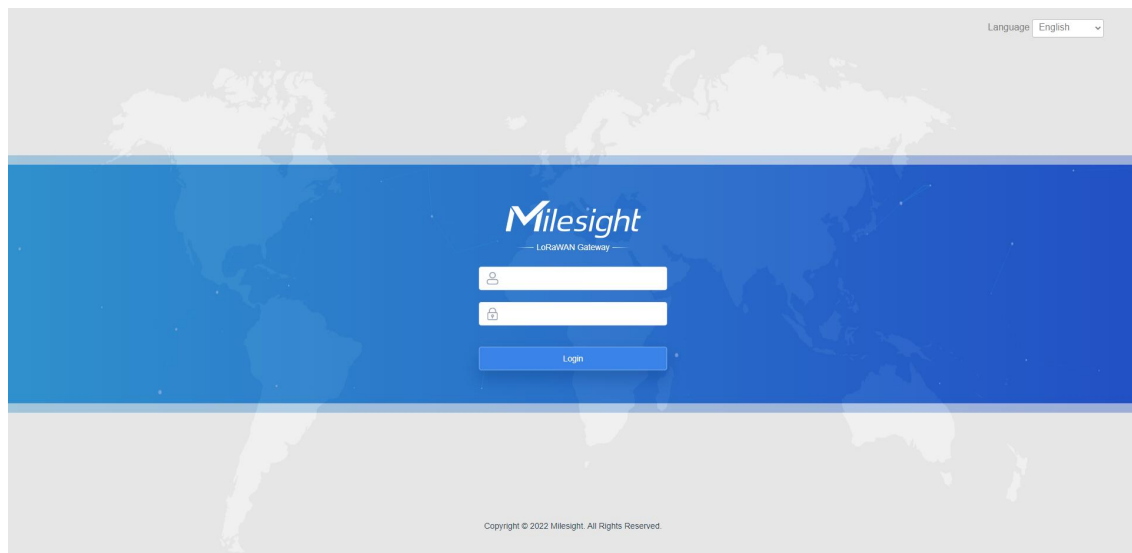 Language English
Milesight
LoRaWAN Gateway
Login
Copyright © 2022 Milesight. All Rights Reserved.